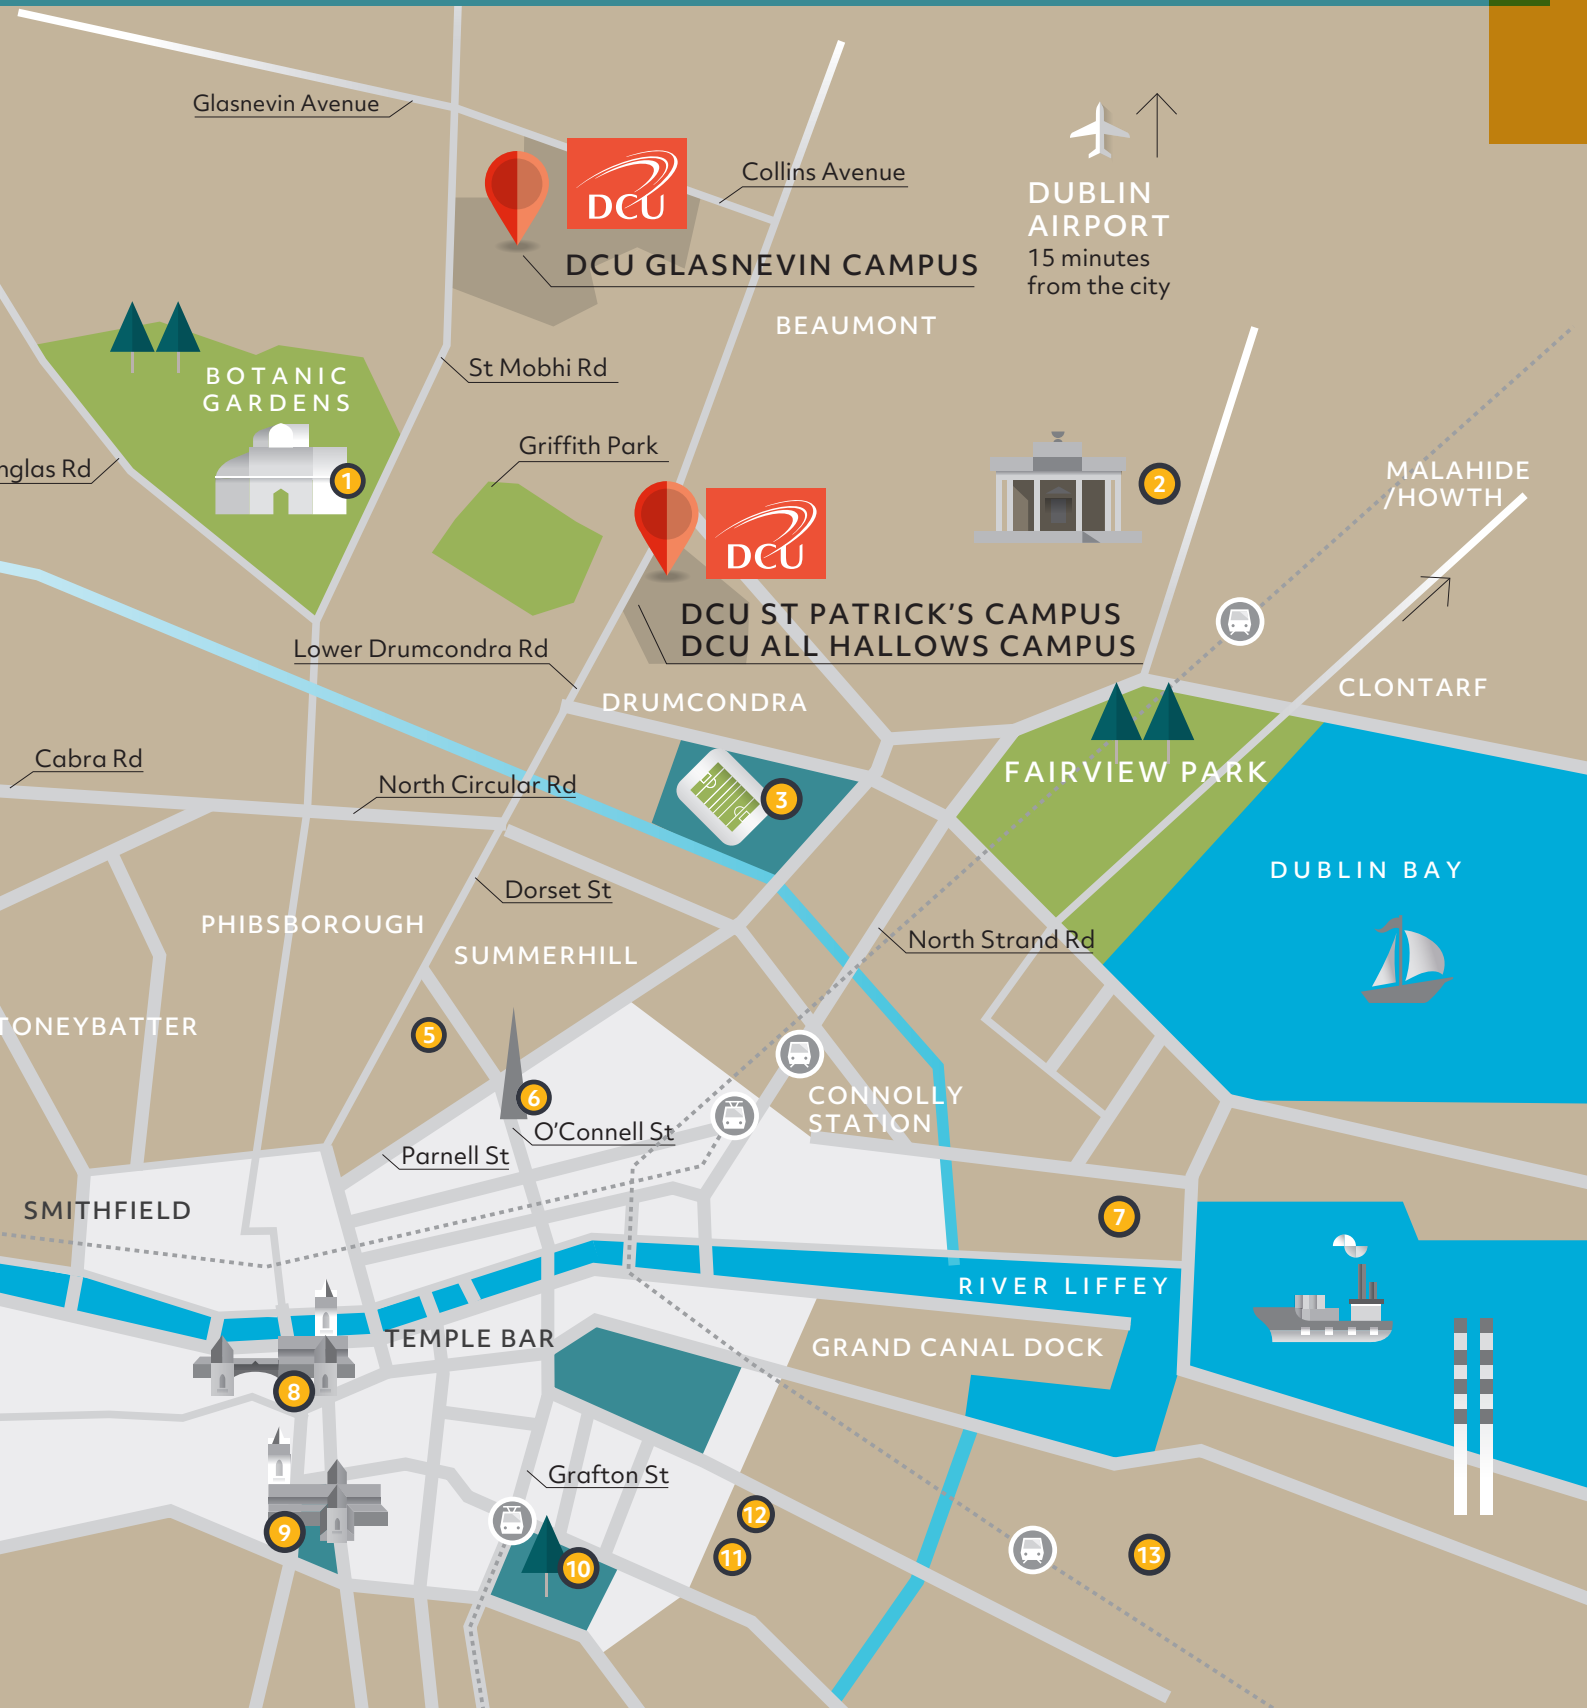 Glasnevin Avenue
DCU
Collins Avenue
DUBLIN
AIRPORT
15 minutes
from the city
DCU GLASNEVIN CAMPUS
BEAUMONT
St Mobhi Rd
BOTANIC
GARDENS
Griffith Park
nglas Rd
1
2
MALAHIDE
/HOWTH
DCU
DCU ST PATRICK’S CAMPUS
DCU ALL HALLOWS CAMPUS
Lower Drumcondra Rd
DRUMCONDRA
CLONTARF
Cabra Rd
North Circular Rd
3
FAIRVIEW PARK
DUBLIN BAY
Dorset St
PHIBSBOROUGH
SUMMERHILL
North Strand Rd
TONEYBATTER
5
6
CONNOLLY
STATION
O’Connell St
Parnell St
SMITHFIELD
7
RIVER LIFFEY
TEMPLE BAR
GRAND CANAL DOCK
8
Grafton St
9
10
12
11
13